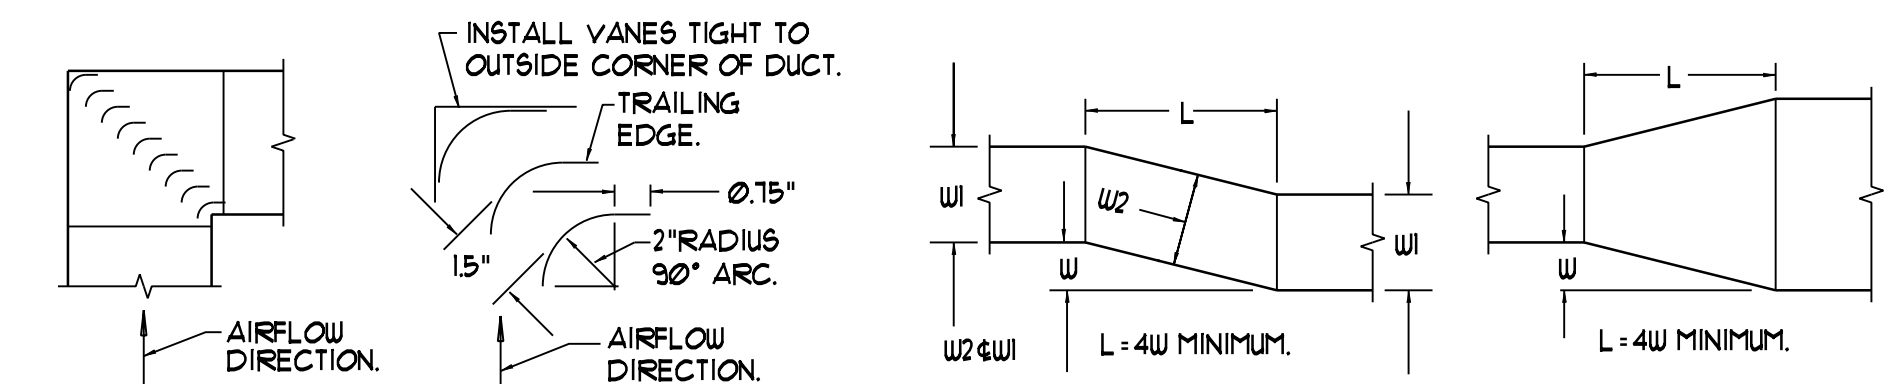 INSTALL VANES TIGHT TO
OUTSIDE CORNER OF DUCT.
TRAILING
EDGE.
0.75"
2"RADIUS
90° ARC.
1.5"
AIRFLOW
DIRECTION.
AIRFLOW
DIRECTION.
L
W1
W2
W
W1
W2 ¢W1
L = 4W MINIMUM.
L
W
L = 4W MINIMUM.